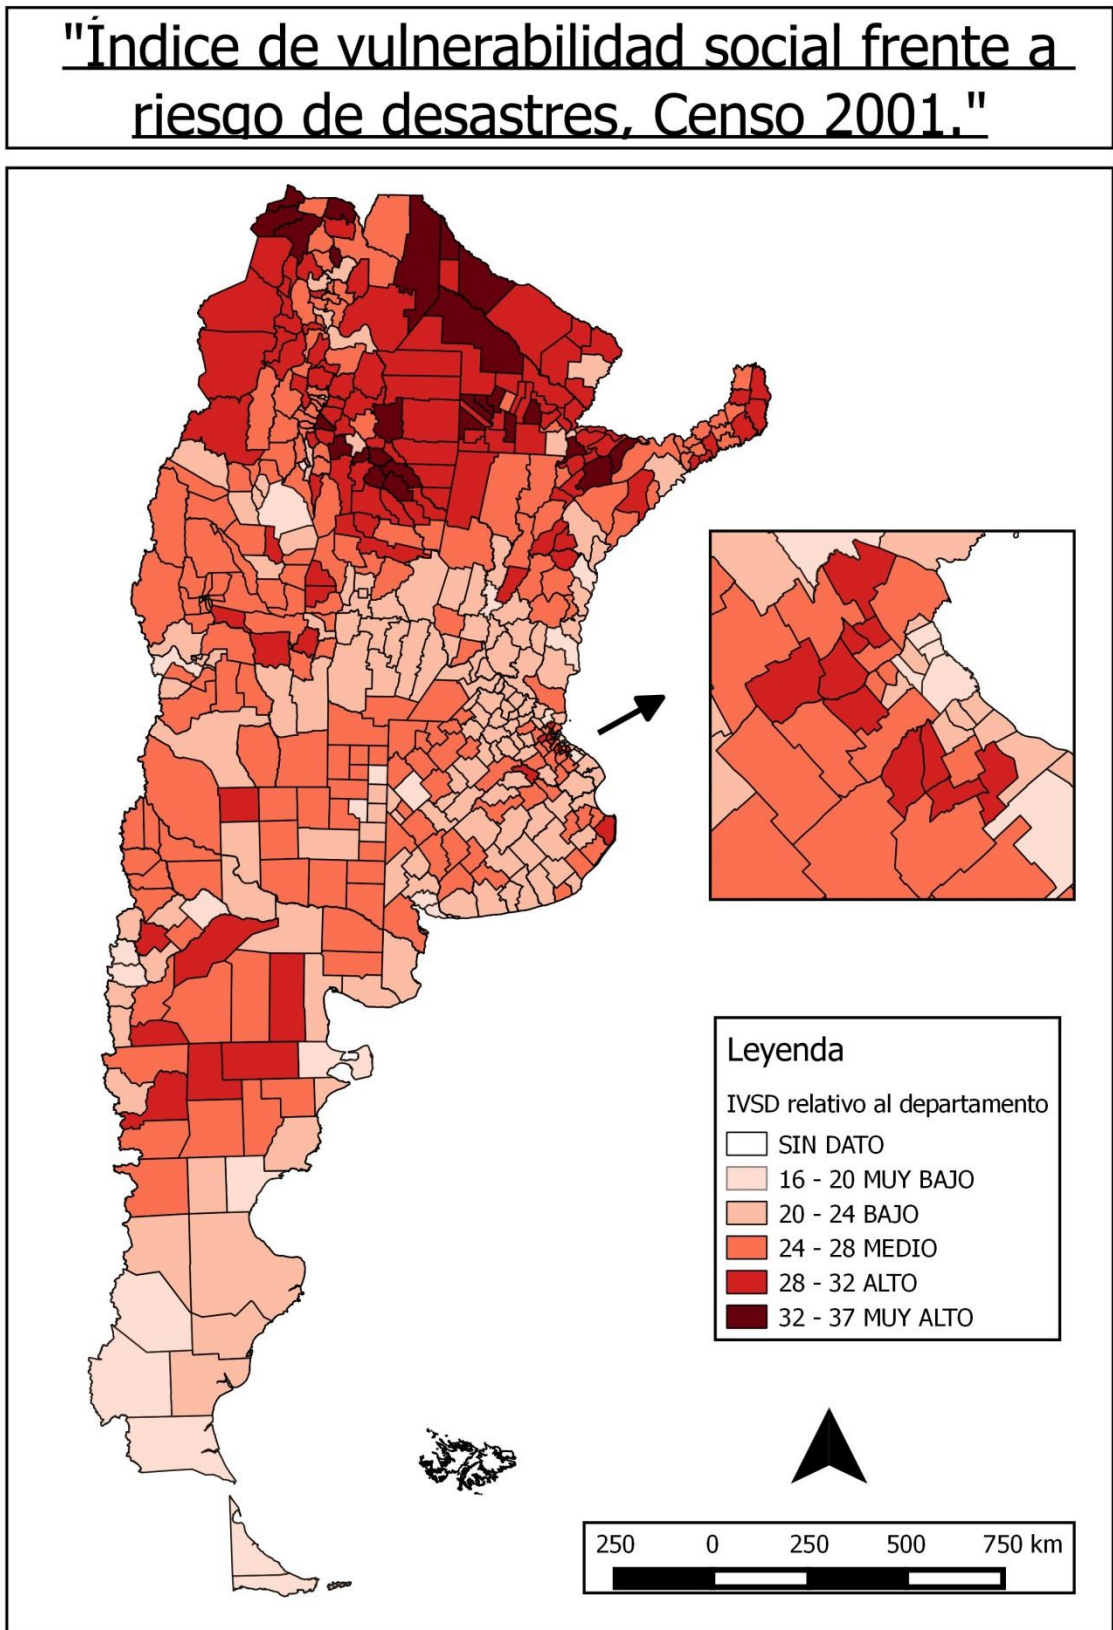 "Índice de vulnerabilidad social frente a
riesgo de desastres, Censo 2001."
Leyenda
IVSD relativo al departamento
SIN DATO
16 - 20 MUY BAJO
20 - 24 BAJO
24 - 28 MEDIO
28 - 32 ALTO
32 - 37 MUY ALTO
250 0 250 500 750 km